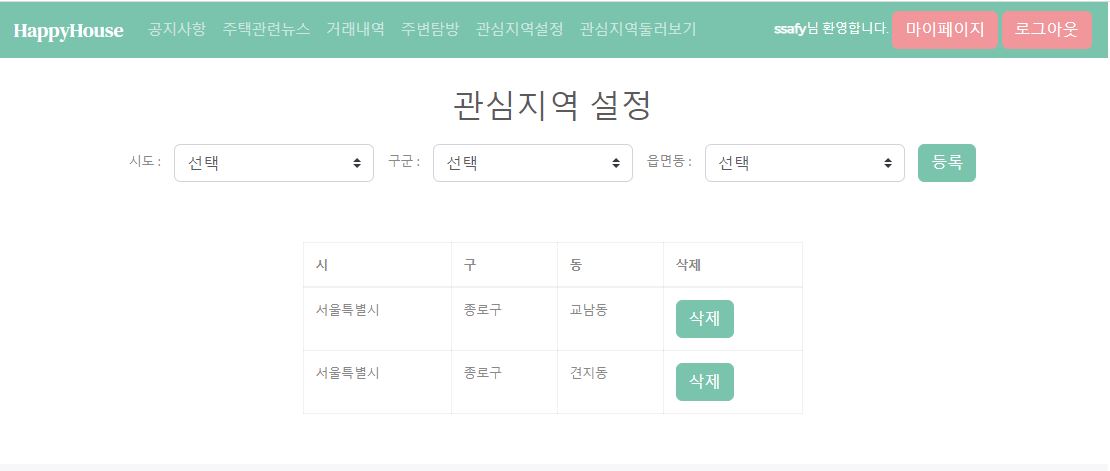 HappyHouse 공지사항 주택관련뉴스 거래내역 주변탐방 관심지역설정 관심지역둘러보기 ssafy님 환영합니다. 마이페이지 로그아웃
관심지역 설정
시도 : 선택 구군 : 선택 읍면동 : 선택 등록
시 구 동 삭제
서울특별시 종로구 교남동 삭제
서울특별시 종로구 견지동 삭제